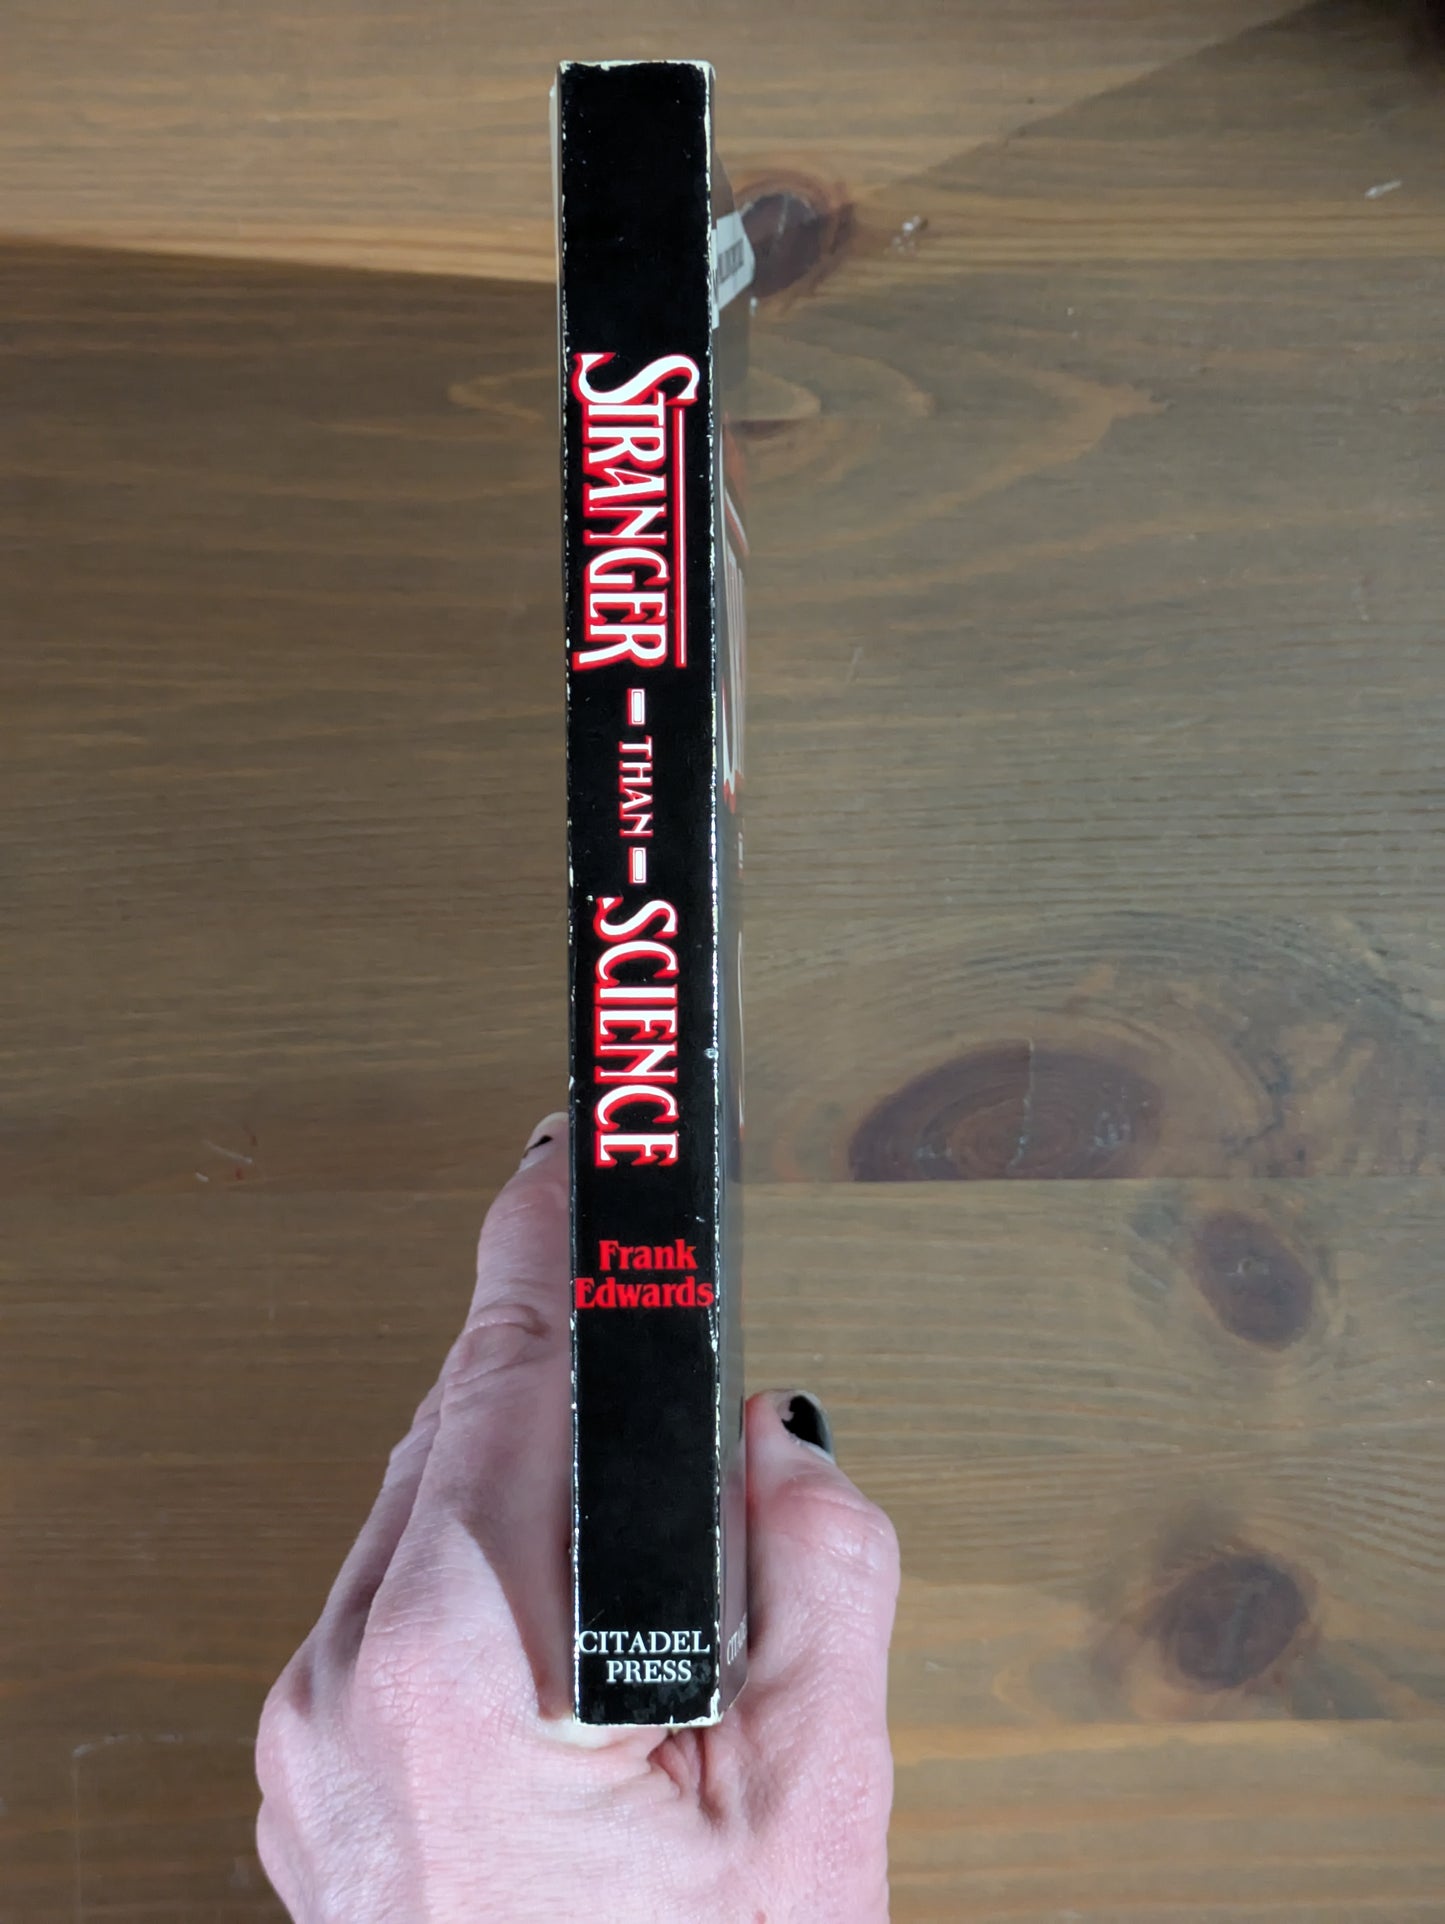 STRANGER
- THAN -
SCIENCE
Frank
Edwards
CITADEL
PRESS